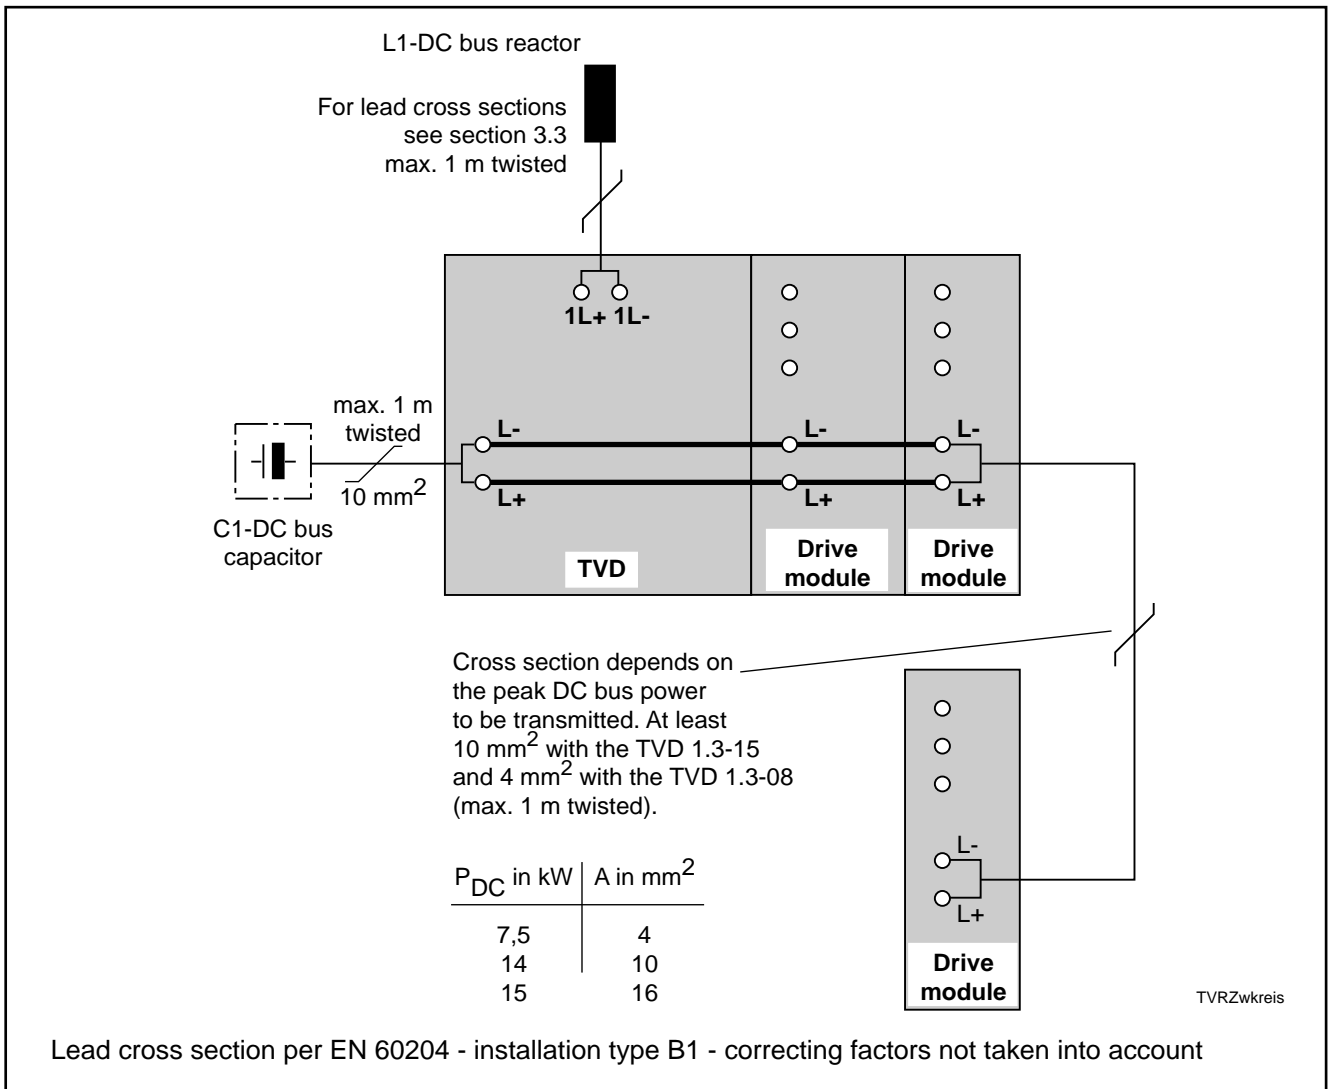 L1-DC bus reactor
For lead cross sections
see section 3.3
max. 1 m twisted
1L+ 1L-
max. 1 m
twisted
10 mm²
C1-DC bus
capacitor
L-
L+
L-
L+
L-
L+
TVD
Drive
module
Drive
module
Cross section depends on
the peak DC bus power
to be transmitted. At least
10 mm² with the TVD 1.3-15
and 4 mm² with the TVD 1.3-08
(max. 1 m twisted).
P_DC in kW A in mm²
7,5 4
14 10
15 16
L-
L+
Drive
module
TVRZwkreis
Lead cross section per EN 60204 - installation type B1 - correcting factors not taken into account